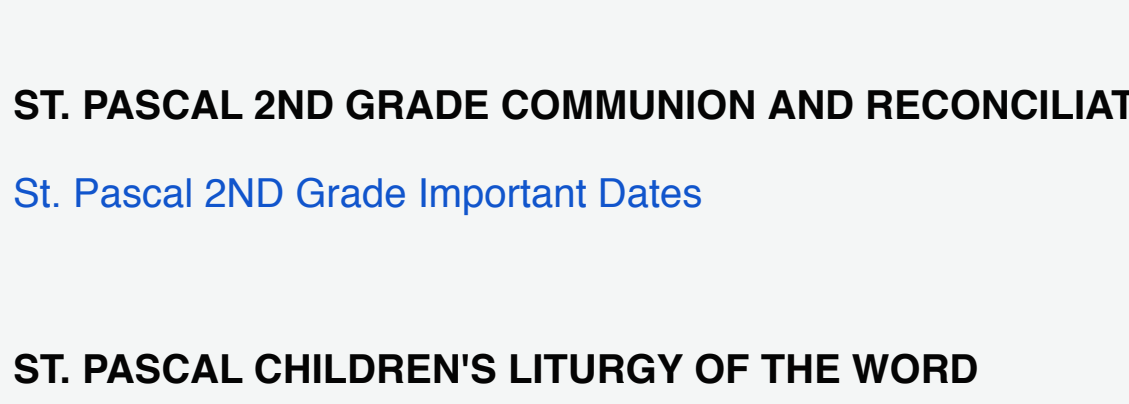 ST. PASCAL 2ND GRADE COMMUNION AND
St. Pascal 2ND Grade Important Dates
ST. PASCAL CHILDREN'S LITURGY OF THE WORD